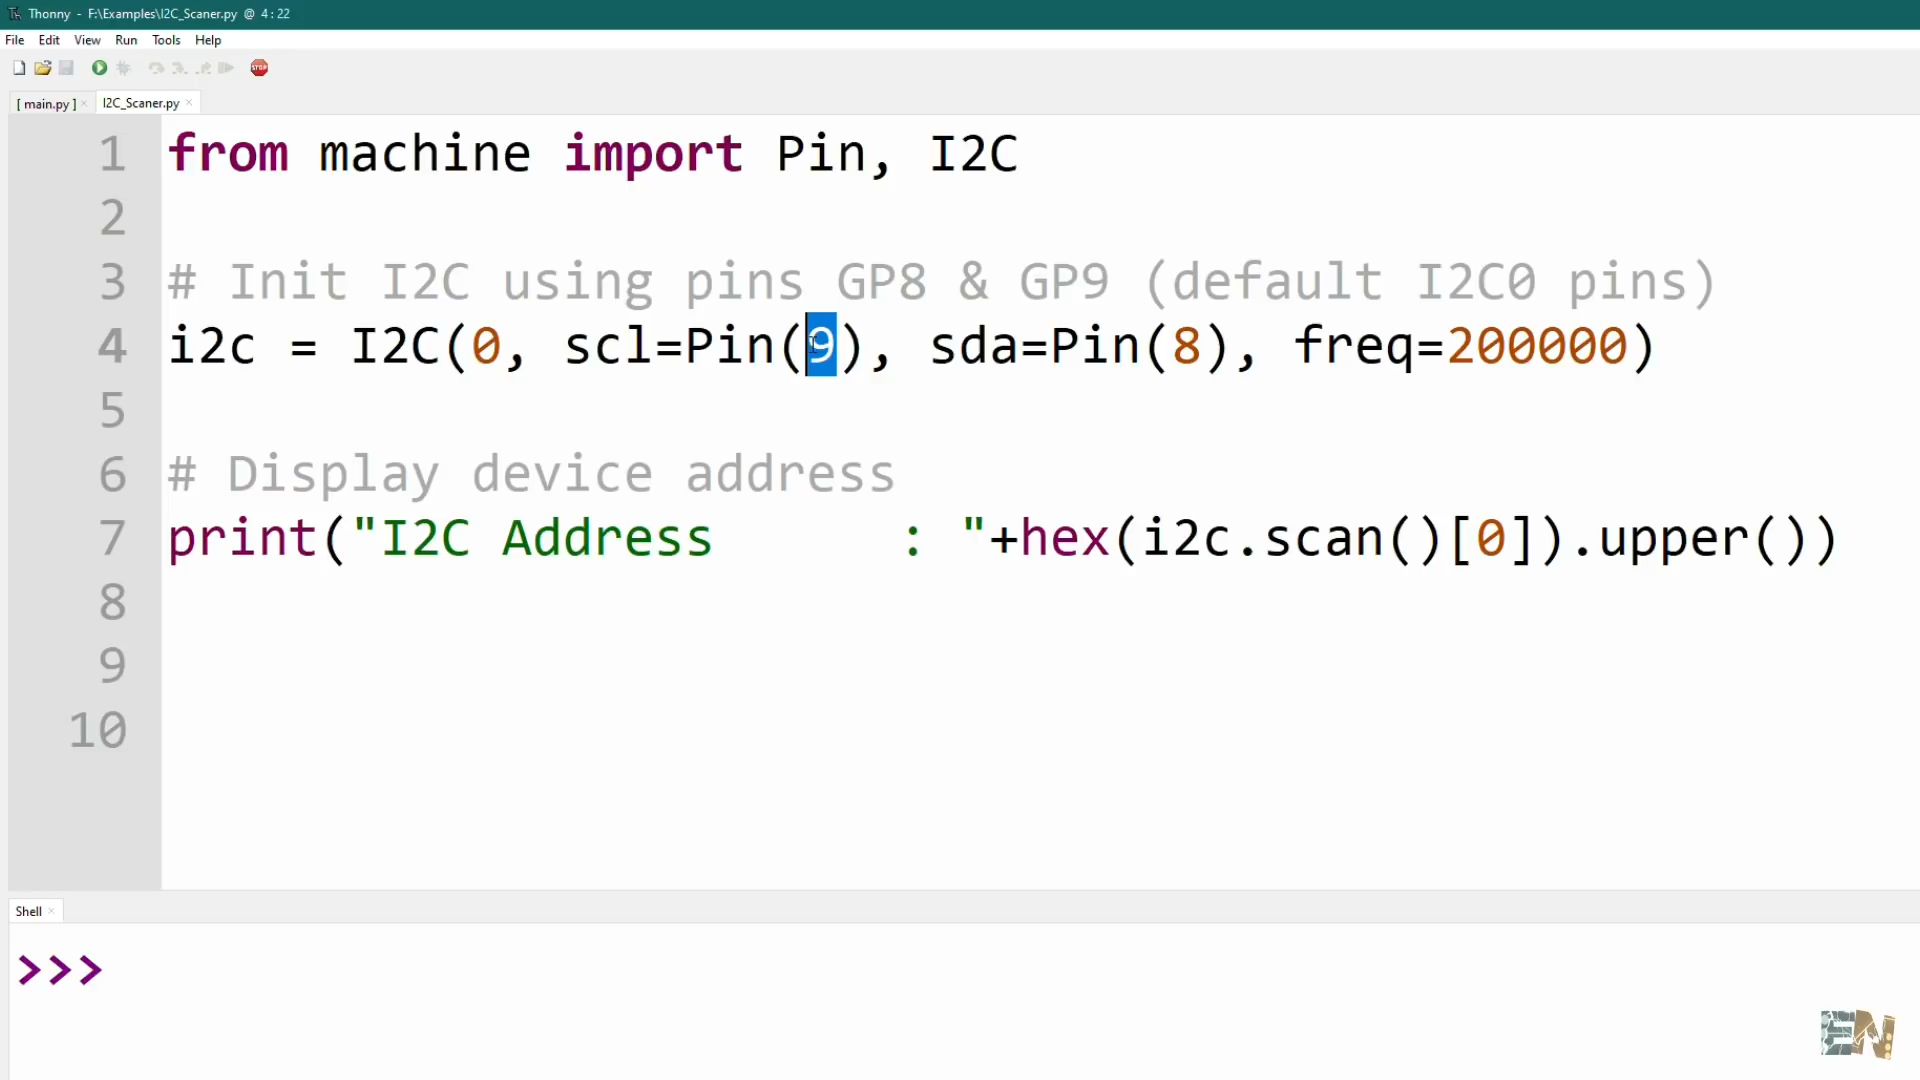 Thonny - F:\Examples\I2C_Scaner.py @ 4:22
File Edit View Run Tools Help
STOP
[ main.py ] × I2C_Scaner.py ×
1 from machine import Pin, I2C
2
3 # Init I2C using pins GP8 & GP9 (default I2C0 pins)
4 i2c = I2C(0, scl=Pin(9), sda=Pin(8), freq=200000)
5
6 # Display device address
7 print("I2C Address      : "+hex(i2c.scan()[0]).upper())
8
9
10
Shell ×
>>>
EN